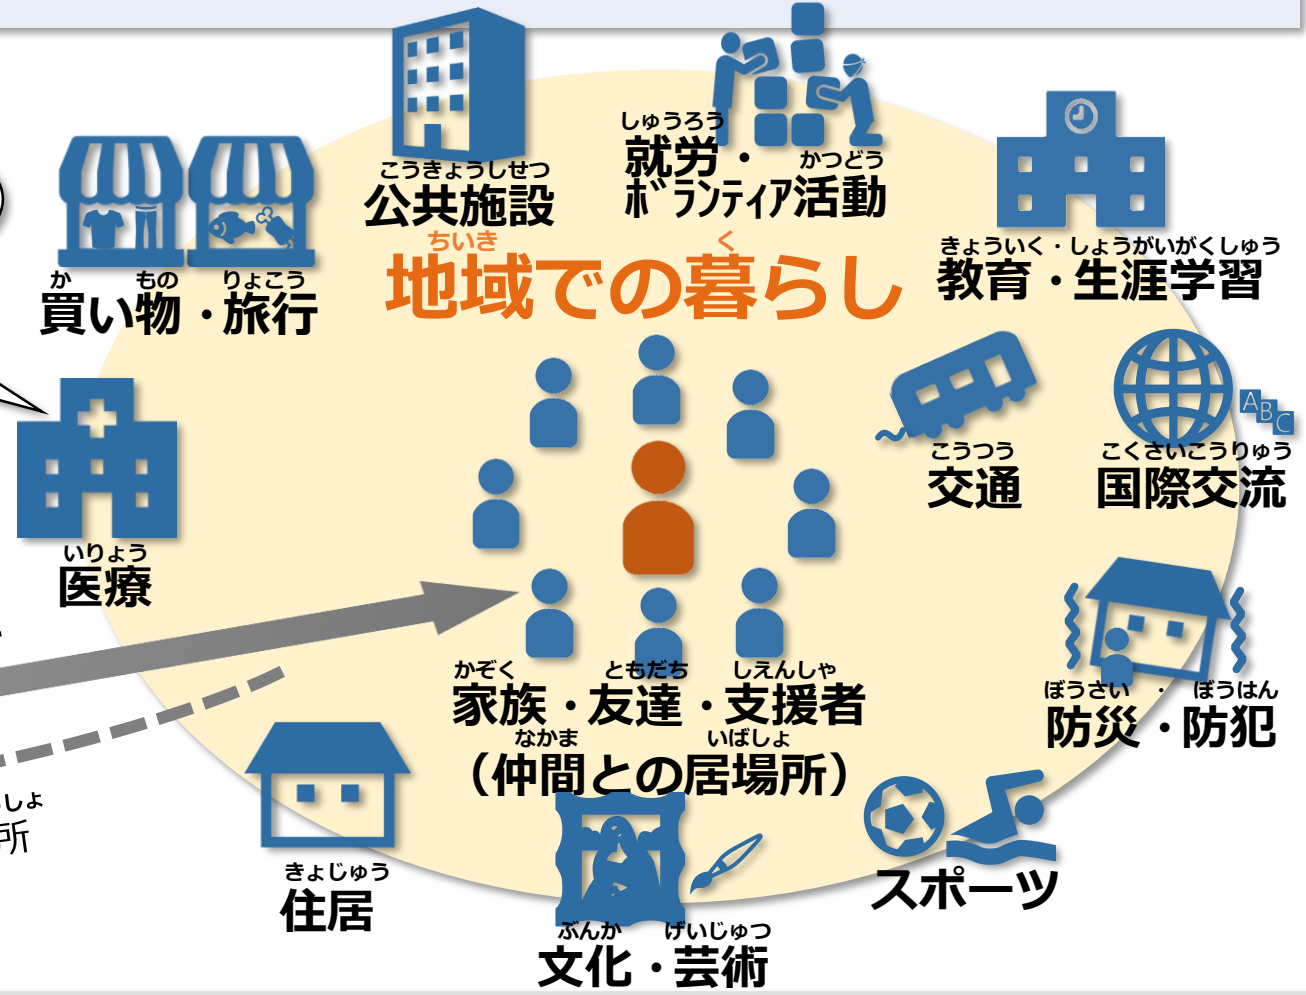 こうきょうしせつ
公共施設
しゅうろう
就労・
かつどう
ボランティア活動
きょういく・しょうがいがくしゅう
教育・生涯学習
か もの りょこう
買い物・旅行
ちいき く
地域での暮らし
こうつう
交通
こくさいこうりゅう
国際交流
ABC
いりょう
医療
かぞく ともだち しえんしゃ
家族・友達・支援者
なかま いばしょ
（仲間との居場所）
ぼうさい ・ ぼうはん
防災・防犯
しょ
所
きょじゅう
住居
スポーツ
ぶんか げいじゅつ
文化・芸術